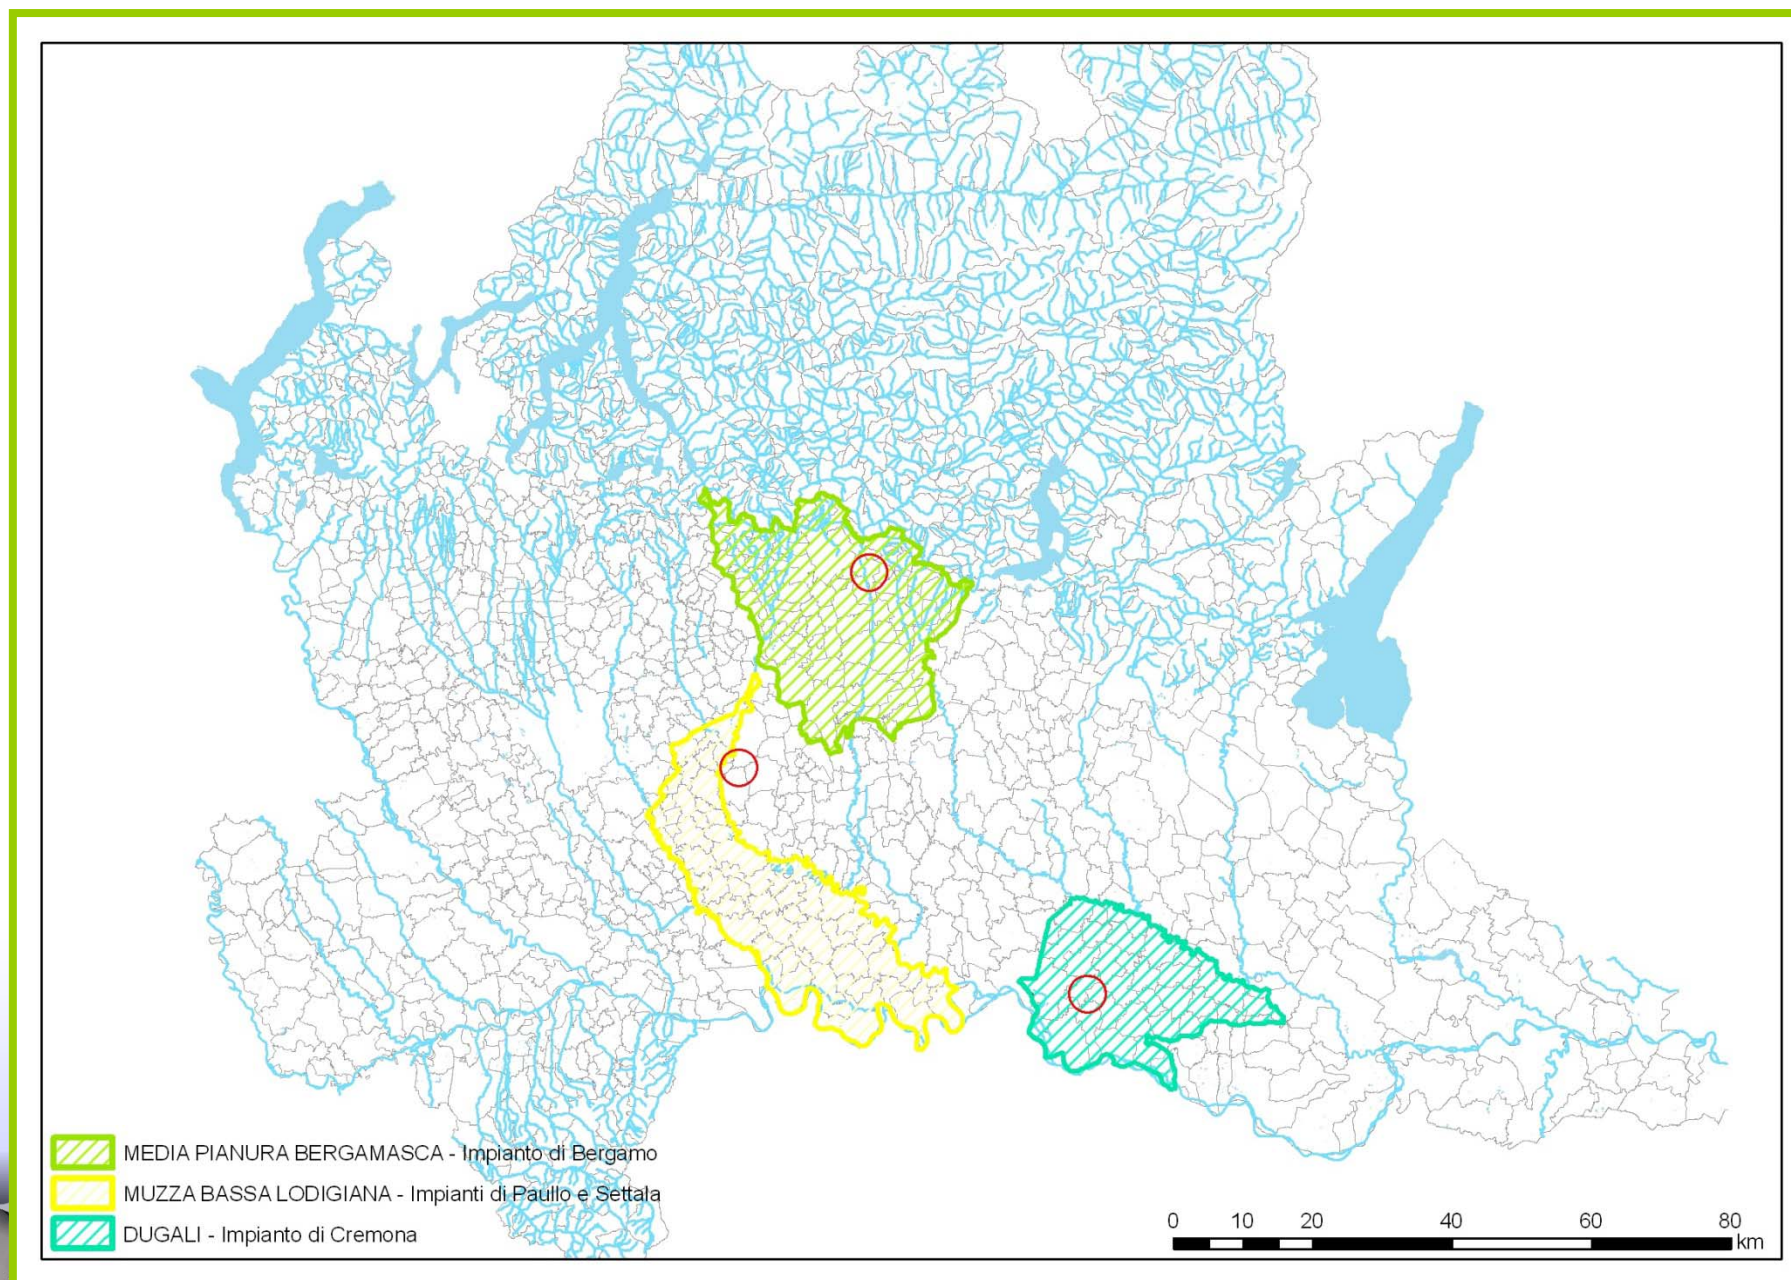 MEDIA PIANURA BERGAMASCA - Impianto di Bergamo
MUZZA BASSA LODIGIANA - Impianti di Paullo e Settala
DUGALI - Impianto di Cremona
0 10 20 40 60 80
km